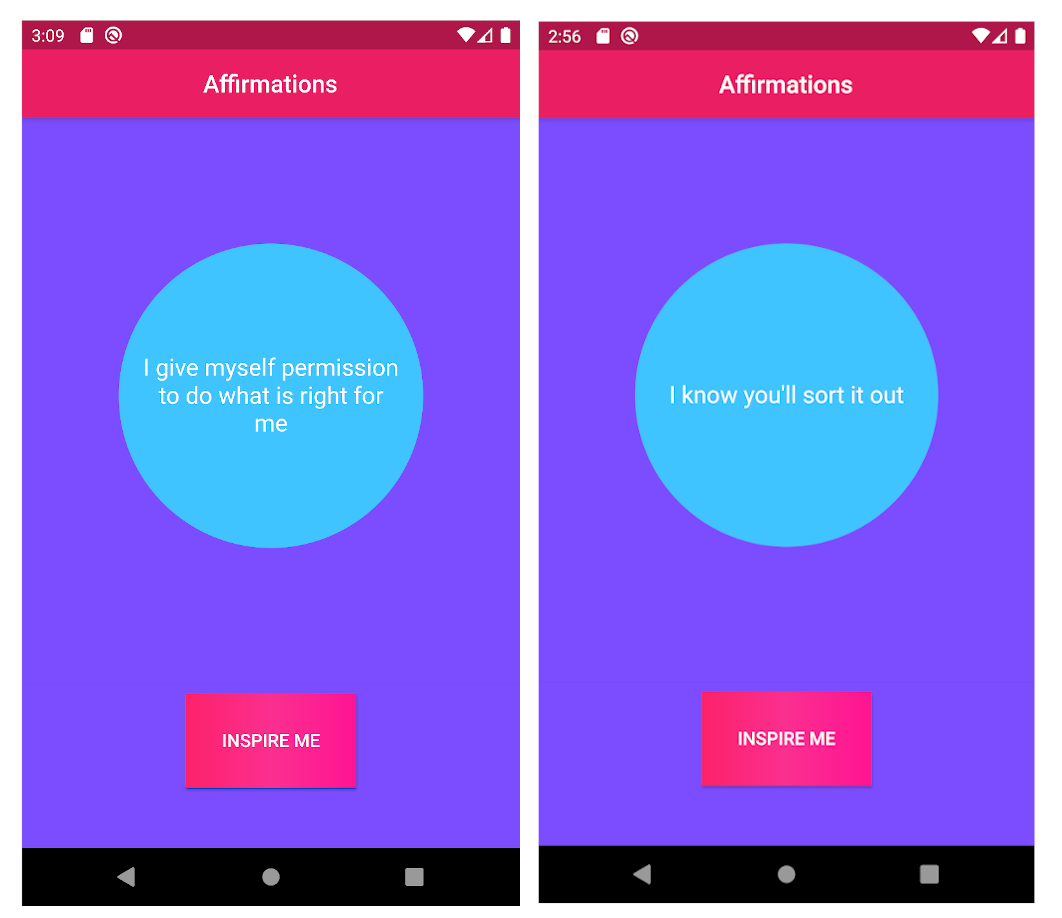 3:09
Affirmations
I give myself permission
to do what is right for
me
INSPIRE ME
2:56
Affirmations
I know you'll sort it out
INSPIRE ME